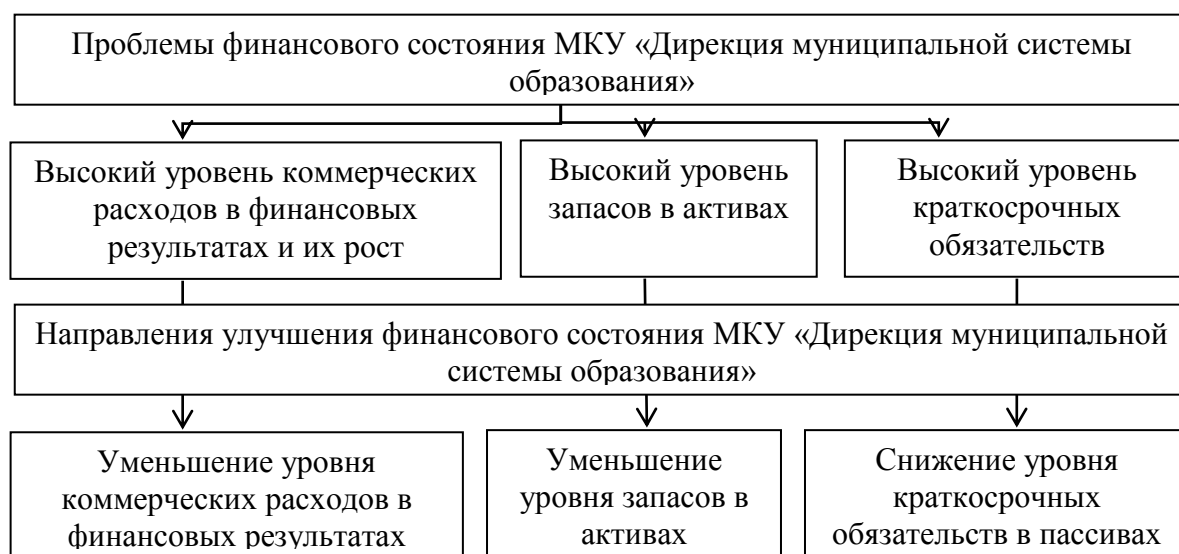 Проблемы финансового состояния МКУ «Дирекция муниципальной системы
образования»
Высокий уровень коммерческих
расходов в финансовых
результатах и их рост
Высокий уровень
запасов в активах
Высокий уровень
краткосрочных
обязательств
Направления улучшения финансового состояния МКУ «Дирекция муниципальной
системы образования»
Уменьшение уровня
коммерческих расходов в
финансовых результатах
Уменьшение
уровня запасов в
активах
Снижение уровня
краткосрочных
обязательств в пассивах